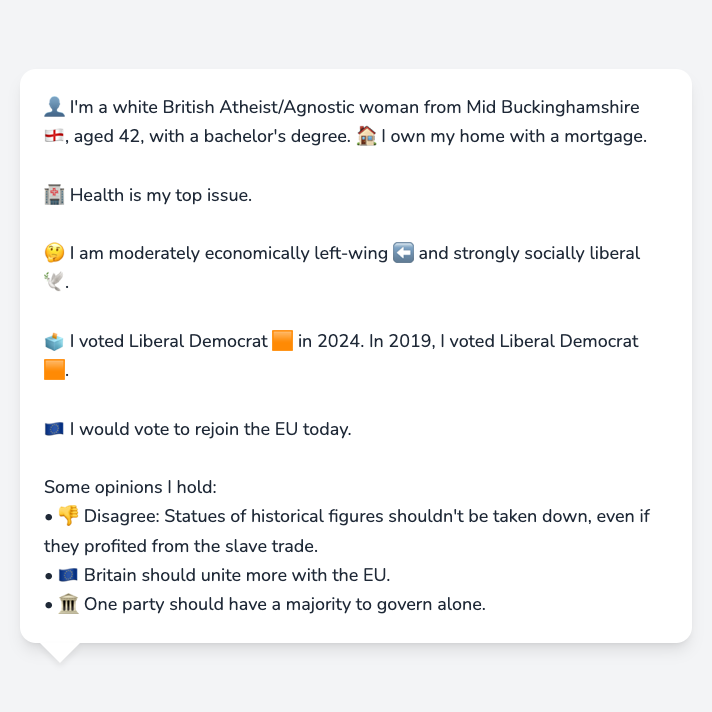 👤 I'm a white British Atheist/Agnostic woman from Mid Buckinghamshire
🏴󠁧󠁢󠁥󠁮󠁧󠁿, aged 42, with a bachelor's degree. 🏠 I own my home with a mortgage.
🏥 Health is my top issue.
🤔 I am moderately economically left-wing ⬅️ and strongly socially liberal
🕊️.
🗳️ I voted Liberal Democrat 🟧 in 2024. In 2019, I voted Liberal Democrat
🟧.
🇪🇺 I would vote to rejoin the EU today.
Some opinions I hold:
• 👎 Disagree: Statues of historical figures shouldn't be taken down, even if
they profited from the slave trade.
• 🇪🇺 Britain should unite more with the EU.
• 🏛️ One party should have a majority to govern alone.